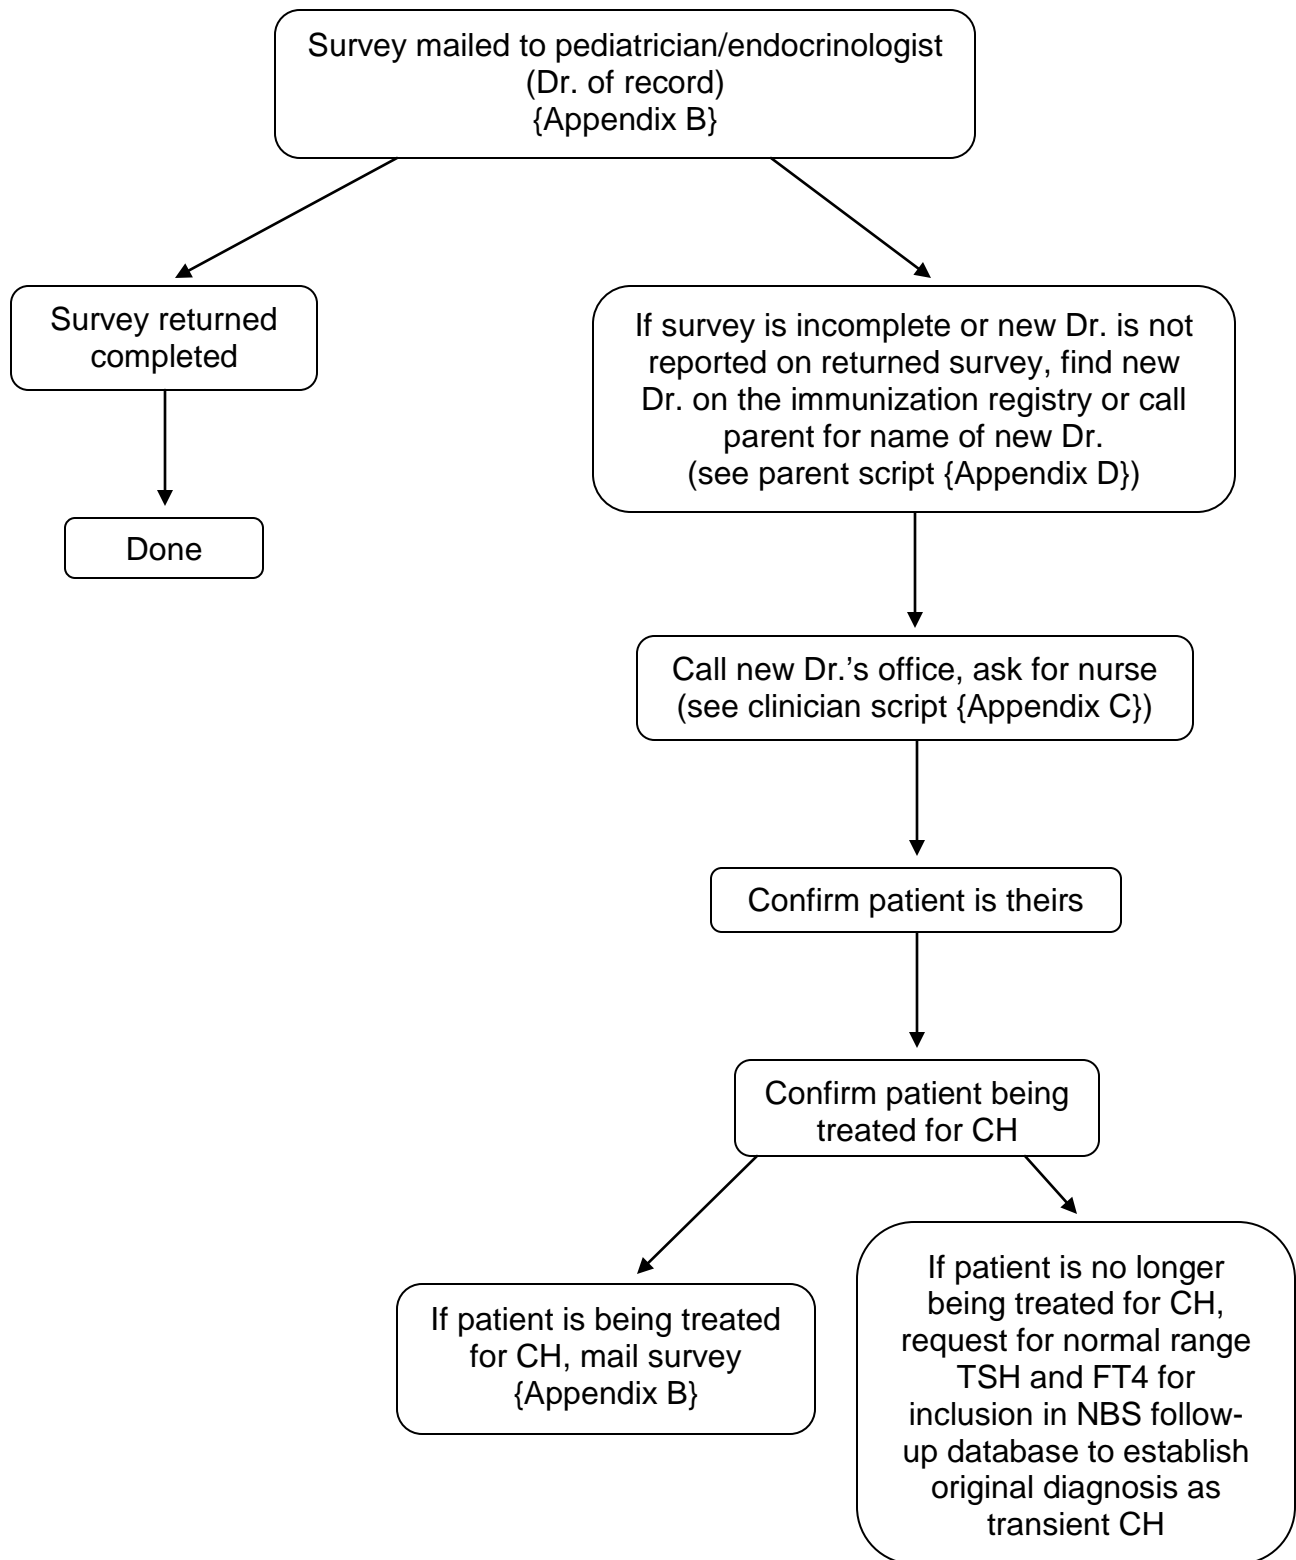 Survey mailed to pediatrician/endocrinologist
(Dr. of record)
{Appendix B}
Survey returned
completed
If survey is incomplete or new Dr. is not
reported on returned survey, find new
Dr. on the immunization registry or call
parent for name of new Dr.
(see parent script {Appendix D})
Done
Call new Dr.'s office, ask for nurse
(see clinician script {Appendix C})
Confirm patient is theirs
Confirm patient being
treated for CH
If patient is being treated
for CH, mail survey
{Appendix B}
If patient is no longer
being treated for CH,
request for normal range
TSH and FT4 for
inclusion in NBS follow-
up database to establish
original diagnosis as
transient CH